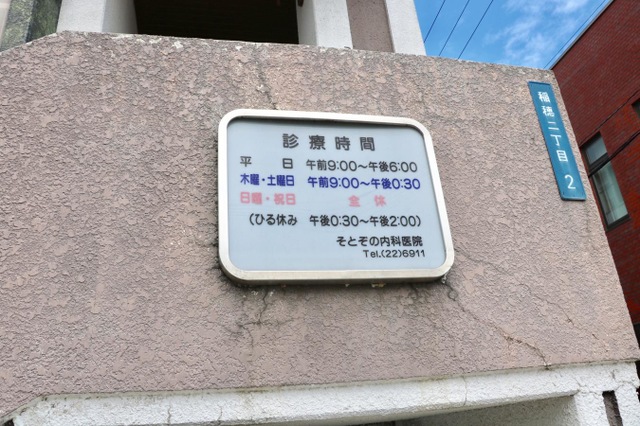 診療時間
平日 午前9:00〜午後6:00
木曜・土曜日 午前9:00〜午後0:30
日曜・祝日 全休
(ひる休み 午後0:30〜午後2:00)
そとぞの内科医院
Tel.(22)6911
稲穂二丁目 2